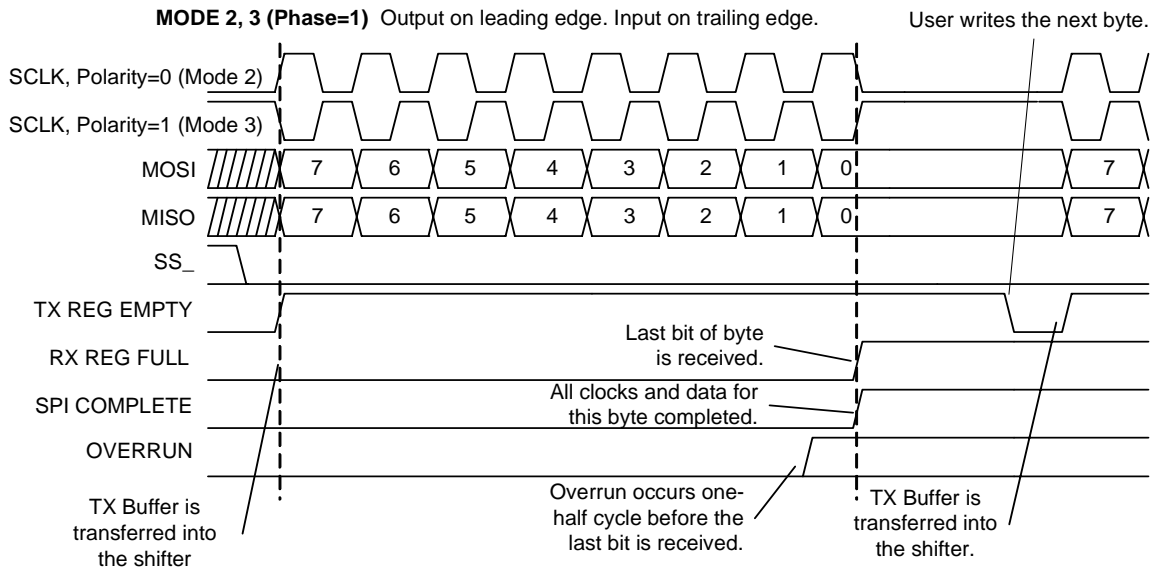 MODE 2, 3 (Phase=1) Output on leading edge. Input on trailing edge.
User writes the next byte.
SCLK, Polarity=0 (Mode 2)
SCLK, Polarity=1 (Mode 3)
MOSI 7 6 5 4 3 2 1 0 7
MISO 7 6 5 4 3 2 1 0 7
SS_
TX REG EMPTY
RX REG FULL
Last bit of byte
is received.
SPI COMPLETE
All clocks and data for
this byte completed.
OVERRUN
TX Buffer is
transferred into
the shifter
Overrun occurs one-
half cycle before the
last bit is received.
TX Buffer is
transferred into
the shifter.